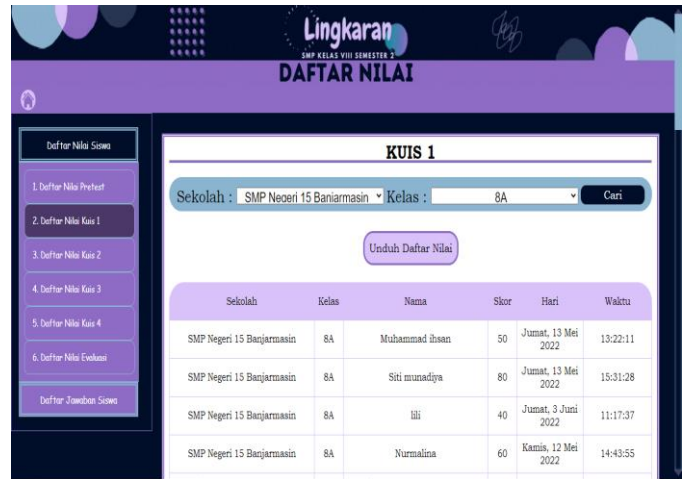 Lingkaran
SMP KELAS VIII SEMESTER 2
DAFTAR NILAI
Daftar Nilai Siswa
1. Daftar Nilai Pretest
2. Daftar Nilai Kuis 1
3. Daftar Nilai Kuis 2
4. Daftar Nilai Kuis 3
5. Daftar Nilai Kuis 4
6. Daftar Nilai Evaluasi
Daftar Jawaban Siswa
KUIS 1
Sekolah : SMP Negeri 15 Banjarmasin Kelas : 8A Cari
Unduh Daftar Nilai
Sekolah Kelas Nama Skor Hari Waktu
SMP Negeri 15 Banjarmasin 8A Muhammad ihsan 50 Jumat, 13 Mei 2022 13:22:11
SMP Negeri 15 Banjarmasin 8A Siti munadiya 80 Jumat, 13 Mei 2022 15:31:28
SMP Negeri 15 Banjarmasin 8A lili 40 Jumat, 3 Juni 2022 11:17:37
SMP Negeri 15 Banjarmasin 8A Nurmalina 60 Kamis, 12 Mei 2022 14:43:55